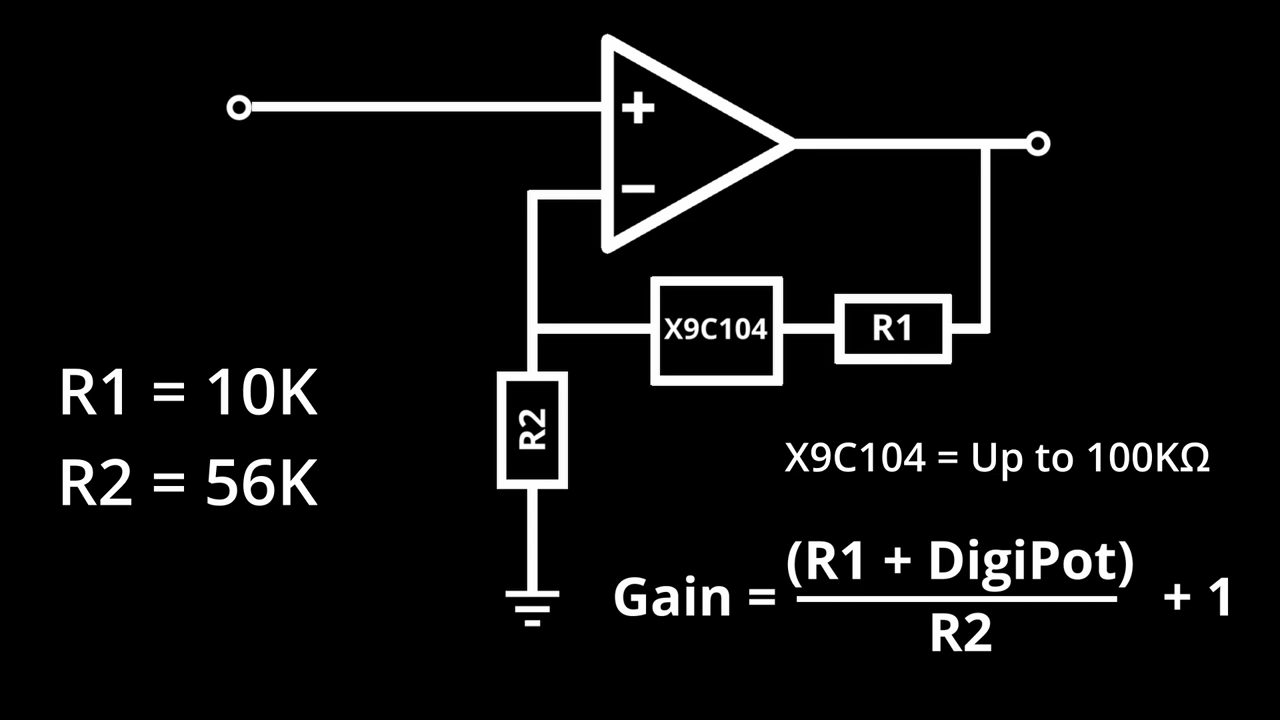 +
−
X9C104
R1
R1 = 10K
R2
R2 = 56K
X9C104 = Up to 100KΩ
(R1 + DigiPot)
Gain = + 1
R2